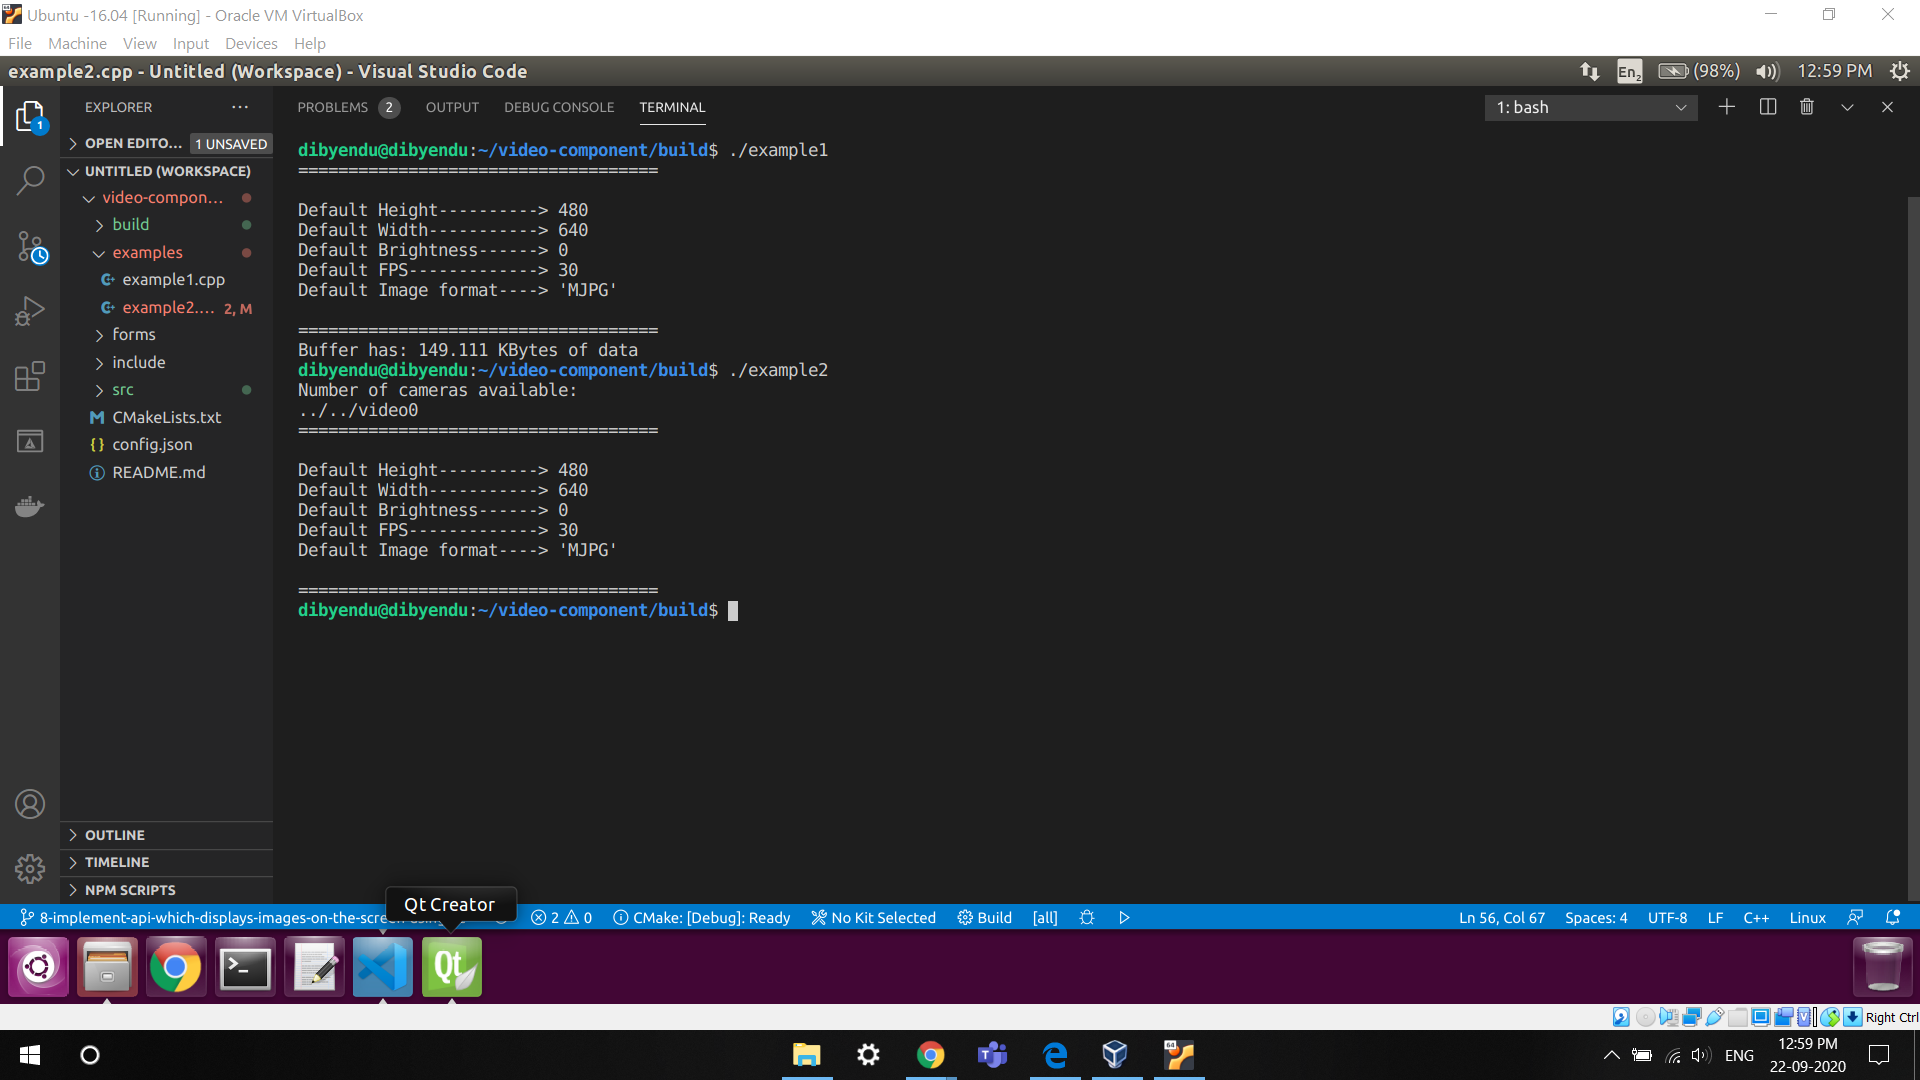 Ubuntu -16.04 [Running] - Oracle VM VirtualBox
File Machine View Input Devices Help
example2.cpp - Untitled (Workspace) - Visual Studio Code
En2 (98%) 12:59 PM
EXPLORER ···
PROBLEMS 2 OUTPUT DEBUG CONSOLE TERMINAL
1: bash
1
OPEN EDITO... 1 UNSAVED
UNTITLED (WORKSPACE)
video-compon...
build
examples
example1.cpp
example2.... 2, M
forms
include
src
CMakeLists.txt
{} config.json
README.md
OUTLINE
TIMELINE
NPM SCRIPTS
dibyendu@dibyendu:~/video-component/build$ ./example1
====================================
Default Height----------> 480
Default Width-----------> 640
Default Brightness------> 0
Default FPS-------------> 30
Default Image format----> 'MJPG'
====================================
Buffer has: 149.111 KBytes of data
dibyendu@dibyendu:~/video-component/build$ ./example2
Number of cameras available:
../../video0
====================================
Default Height----------> 480
Default Width-----------> 640
Default Brightness------> 0
Default FPS-------------> 30
Default Image format----> 'MJPG'
====================================
dibyendu@dibyendu:~/video-component/build$
Qt Creator
8-implement-api-which-displays-images-on-the-screen 2 0 CMake: [Debug]: Ready No Kit Selected Build [all]
Ln 56, Col 67 Spaces: 4 UTF-8 LF C++ Linux
Qt
Right Ctrl
64
ENG
12:59 PM
22-09-2020